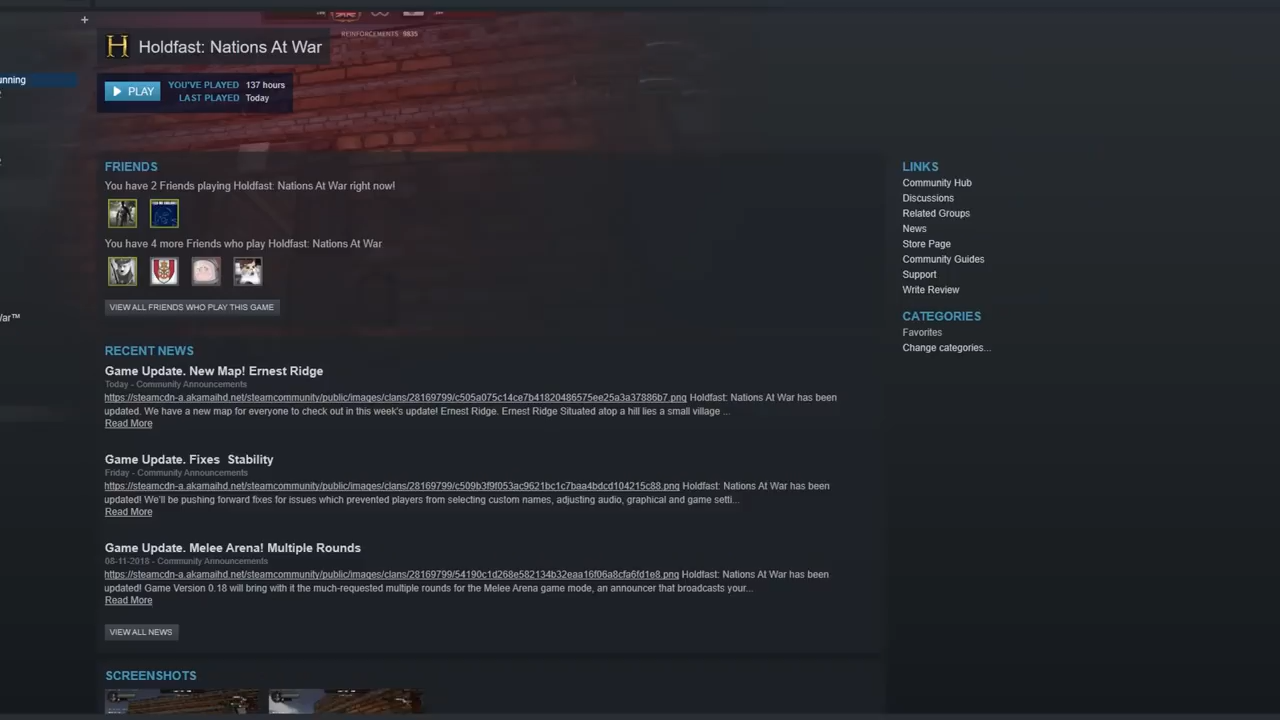 +
REINFORCEMENTS 9835
Holdfast: Nations At War
unning
PLAY
YOU'VE PLAYED 137 hours
LAST PLAYED Today
FRIENDS
You have 2 Friends playing Holdfast: Nations At War right now!
You have 4 more Friends who play Holdfast: Nations At War
VIEW ALL FRIENDS WHO PLAY THIS GAME
War™
RECENT NEWS
Game Update. New Map! Ernest Ridge
Today - Community Announcements
https://steamcdn-a.akamaihd.net/steamcommunity/public/images/clans/28169799/c505a075c14ce7b41820486575ee25a3a37886b7.png Holdfast: Nations At War has been
updated. We have a new map for everyone to check out in this week's update! Ernest Ridge. Ernest Ridge Situated atop a hill lies a small village ...
Read More
Game Update. Fixes Stability
Friday - Community Announcements
https://steamcdn-a.akamaihd.net/steamcommunity/public/images/clans/28169799/c509b3f9f053ac9621bc1c7baa4bdcd104215c88.png Holdfast: Nations At War has been
updated! We'll be pushing forward fixes for issues which prevented players from selecting custom names, adjusting audio, graphical and game setti...
Read More
Game Update. Melee Arena! Multiple Rounds
08-11-2018 - Community Announcements
https://steamcdn-a.akamaihd.net/steamcommunity/public/images/clans/28169799/54190c1d268e582134b32eaa16f06a8cfa6fd1e8.png Holdfast: Nations At War has been
updated! Game Version 0.18 will bring with it the much-requested multiple rounds for the Melee Arena game mode, an announcer that broadcasts your...
Read More
VIEW ALL NEWS
SCREENSHOTS
LINKS
Community Hub
Discussions
Related Groups
News
Store Page
Community Guides
Support
Write Review
CATEGORIES
Favorites
Change categories...